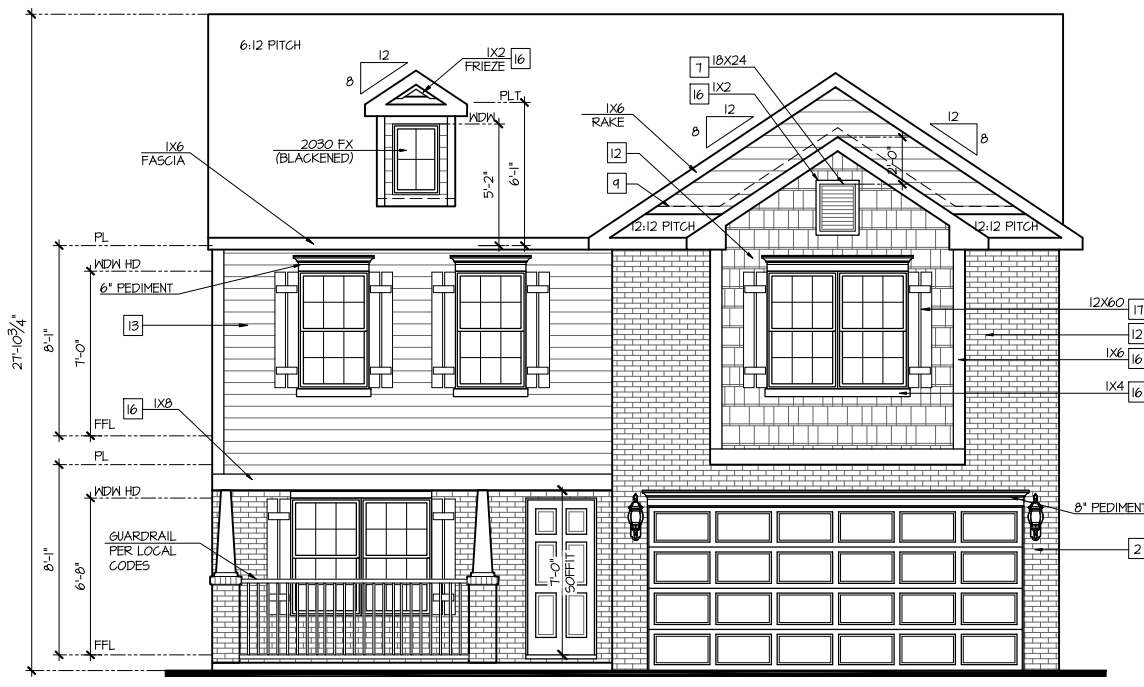 6:12 PITCH
12
8
1X2
FRIEZE
16
PLT
WDW
2030 FX
(BLACKENED)
5'-2"
6'-1"
1X6
FASCIA
7
18X24
16
1X2
1X6
RAKE
12
8
12
8
12
9
2'-0"
12:12 PITCH
12:12 PITCH
PL
WDW HD
6" PEDIMENT
13
27'-10 3/4"
8'-1"
7'-0"
12X60
17
12
1X6
16
1X4
16
16
1X8
FFL
PL
WDW HD
GUARDRAIL
PER LOCAL
CODES
8'-1"
6'-8"
7'-0"
SOFFIT
8" PEDIMENT
2
FFL